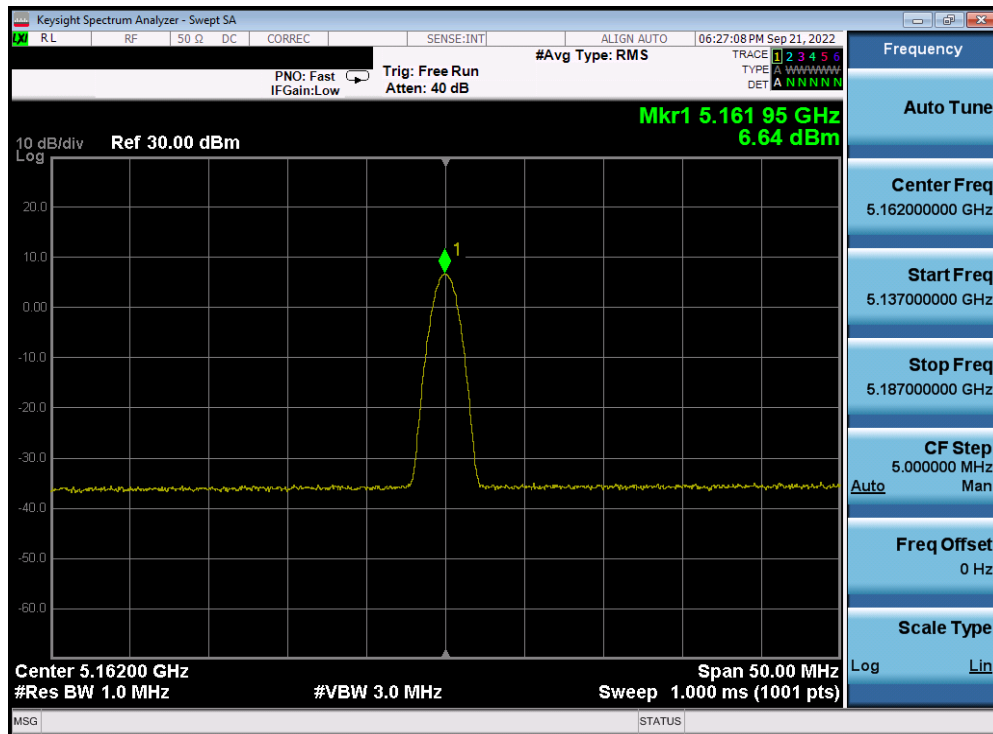 Keysight Spectrum Analyzer - Swept SA
LXI RL RF 50 Ω DC CORREC SENSE:INT ALIGN AUTO 06:27:08 PM Sep 21, 2022
#Avg Type: RMS TRACE 1 2 3 4 5 6
PNO: Fast Trig: Free Run TYPE A WWWWW
IFGain:Low Atten: 40 dB DET A N N N N N
Mkr1 5.161 95 GHz
6.64 dBm
10 dB/div Ref 30.00 dBm
Log
20.0
10.0
1
0.00
-10.0
-20.0
-30.0
-40.0
-50.0
-60.0
Center 5.16200 GHz Span 50.00 MHz
#Res BW 1.0 MHz #VBW 3.0 MHz Sweep 1.000 ms (1001 pts)
MSG STATUS
Frequency
Auto Tune
Center Freq
5.162000000 GHz
Start Freq
5.137000000 GHz
Stop Freq
5.187000000 GHz
CF Step
5.000000 MHz
Auto Man
Freq Offset
0 Hz
Scale Type
Log Lin